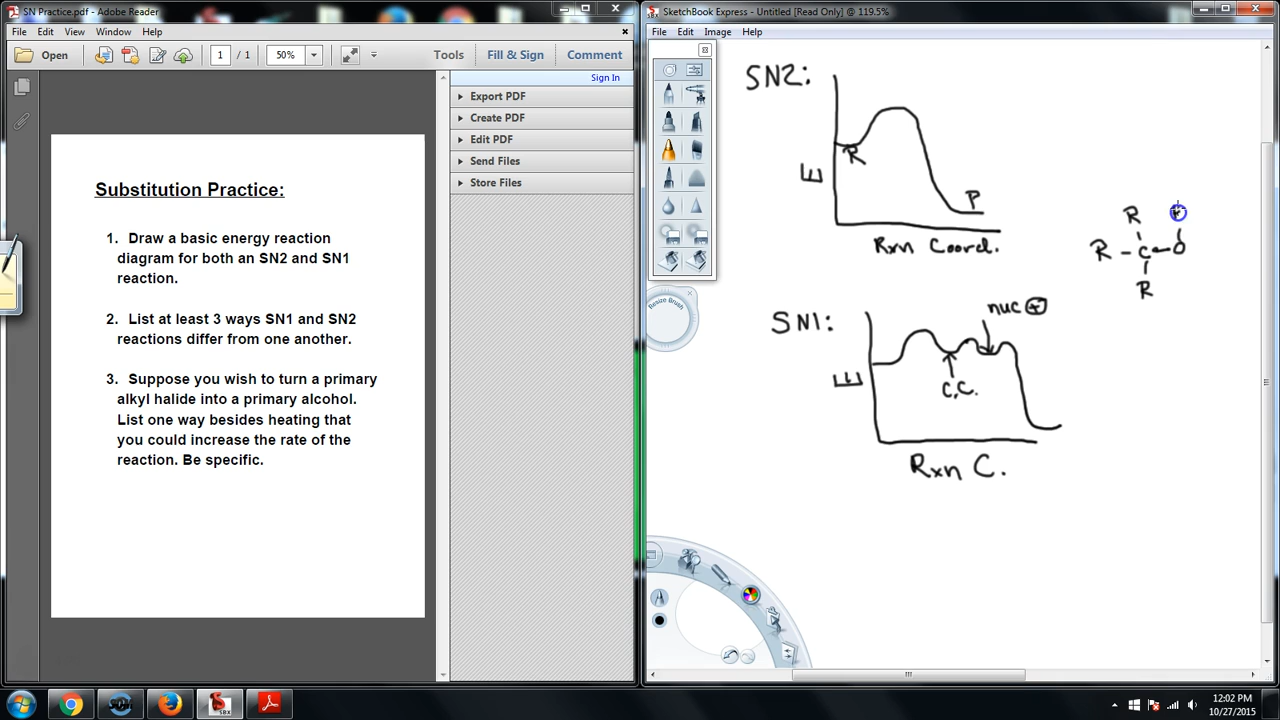 SN Practice.pdf - Adobe Reader
File Edit View Window Help
Open
1 / 1
50%
Tools
Fill & Sign
Comment
Sign In
Export PDF
Create PDF
Edit PDF
Send Files
Store Files
Substitution Practice:
1. Draw a basic energy reaction
diagram for both an SN2 and SN1
reaction.
2. List at least 3 ways SN1 and SN2
reactions differ from one another.
3. Suppose you wish to turn a primary
alkyl halide into a primary alcohol.
List one way besides heating that
you could increase the rate of the
reaction. Be specific.
SketchBook Express - Untitled [Read Only] @ 119.5%
File Edit Image Help
Resize Brush
SN2:
E
R
P
Rxn Coord.
R
R - C - O
R
SN1:
nuc +
E
C.C.
Rxn C.
12:02 PM
10/27/2015